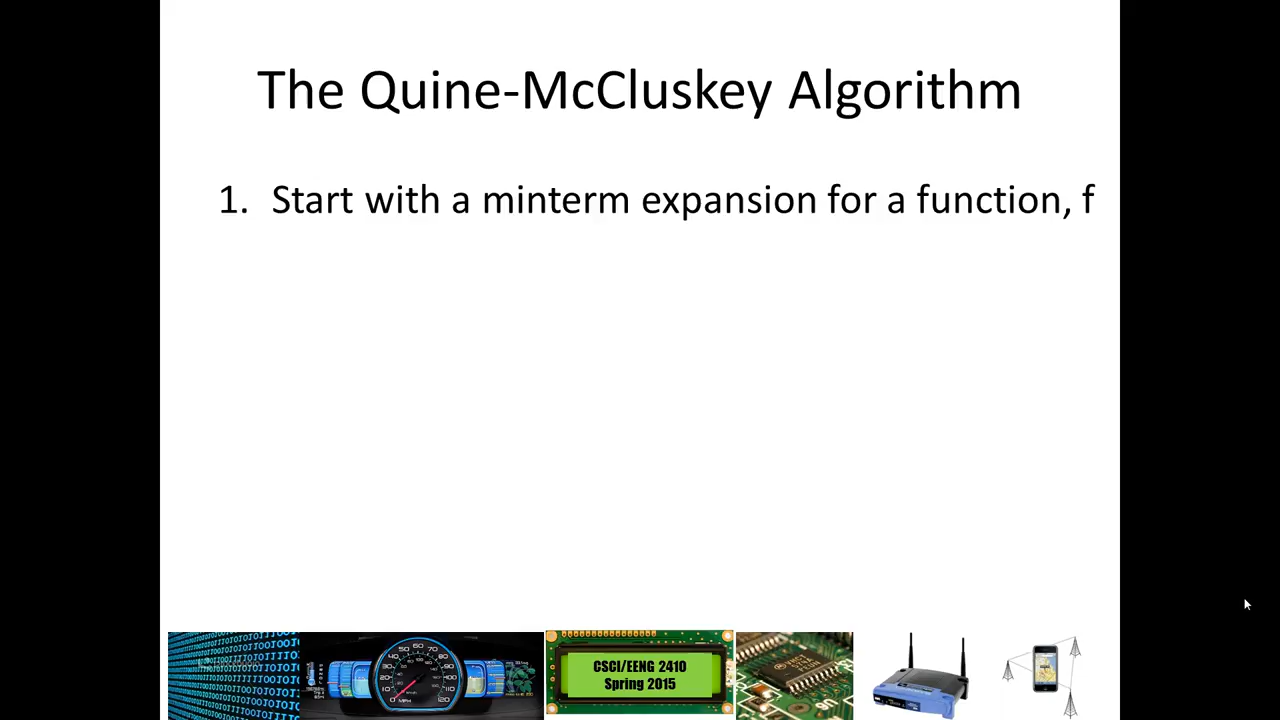 The Quine-McCluskey Algorithm
1. Start with a minterm expansion for a function, f
CSCI/EENG 2410
Spring 2015